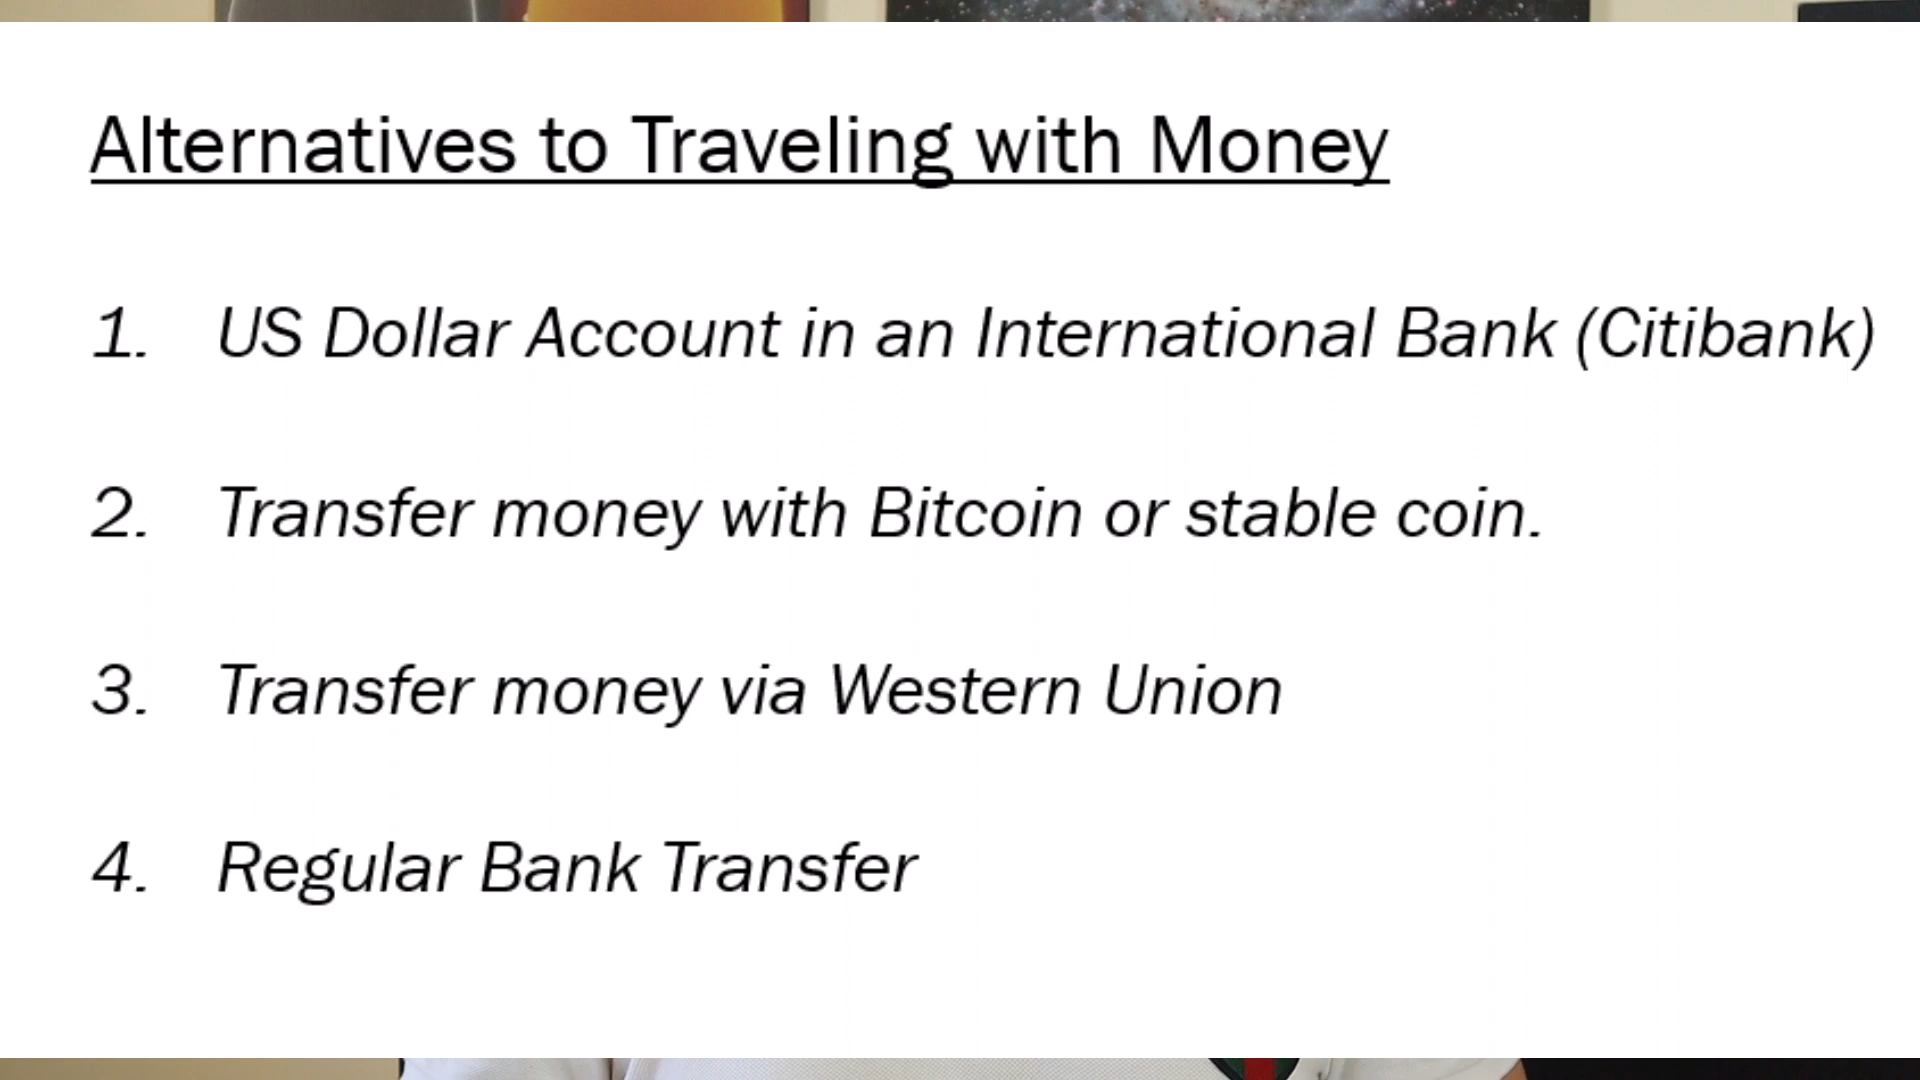 Alternatives to Traveling with Money
1. US Dollar Account in an International Bank (Citibank)
2. Transfer money with Bitcoin or stable coin.
3. Transfer money via Western Union
4. Regular Bank Transfer